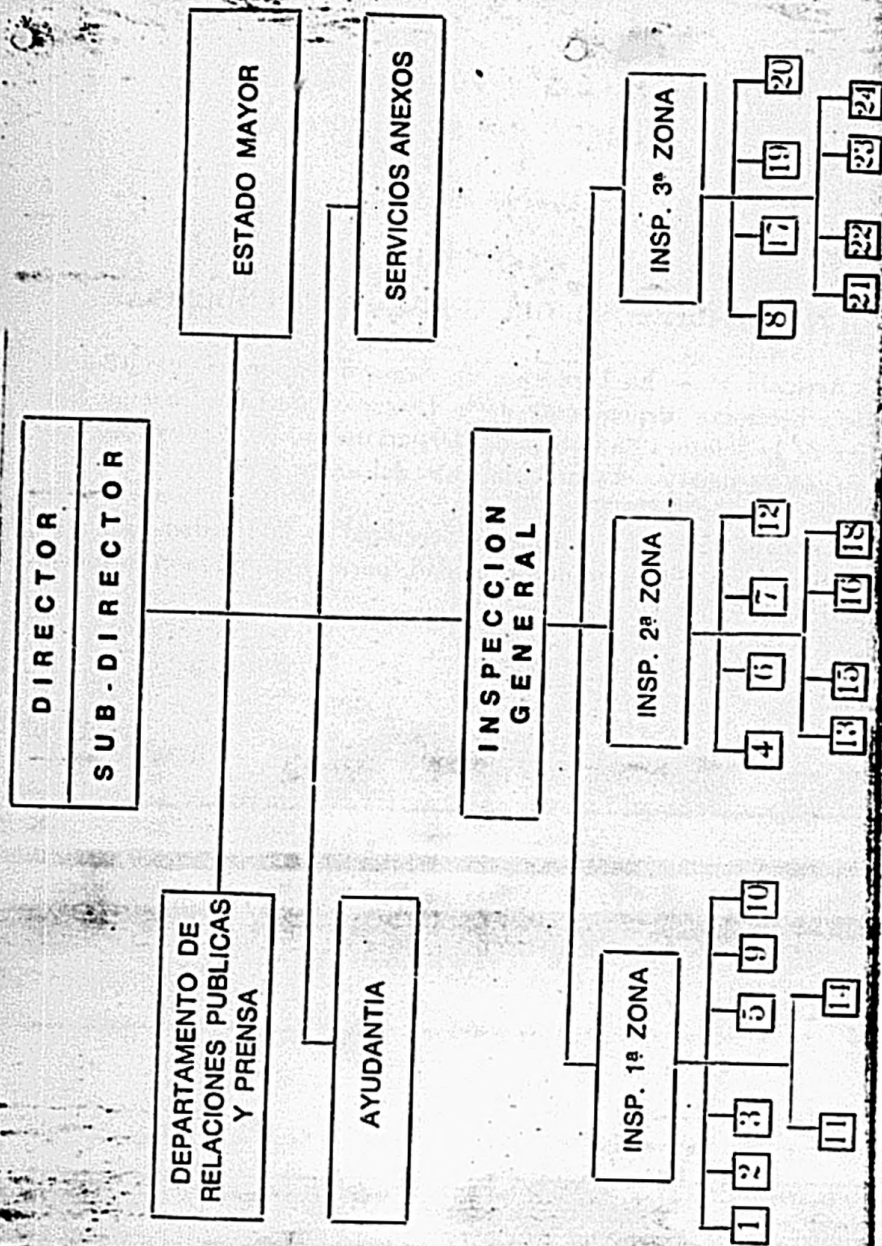 DIRECTOR
SUB-DIRECTOR
DEPARTAMENTO DE
RELACIONES PUBLICAS
Y PRENSA
ESTADO MAYOR
AYUDANTIA
SERVICIOS ANEXOS
INSPECCION
GENERAL
INSP. 1ª ZONA
INSP. 2ª ZONA
INSP. 3ª ZONA
1 2 3 5 9 10
11 14
4 6 7 12
13 15 16 18
8 17 19 20
21 22 23 24